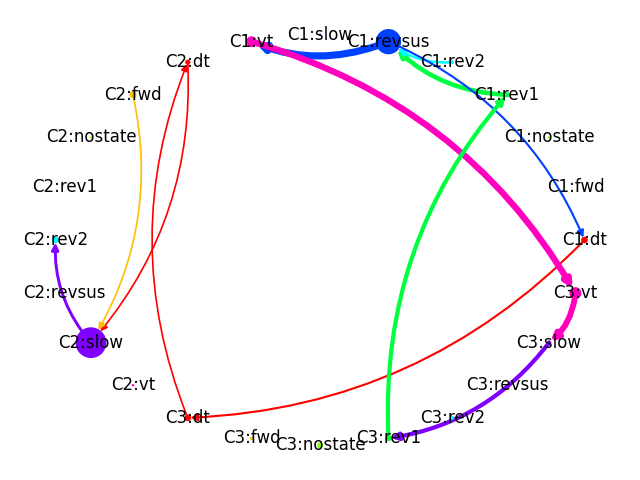 C1:slow
C1:vt
C1:revsus
C2:dt
C1:rev2
C2:fwd
C1:rev1
C2:nostate
C1:nostate
C2:rev1
C1:fwd
C2:rev2
C1:dt
C2:revsus
C3:vt
C2:slow
C3:slow
C2:vt
C3:revsus
C3:dt
C3:rev2
C3:fwd
C3:rev1
C3:nostate